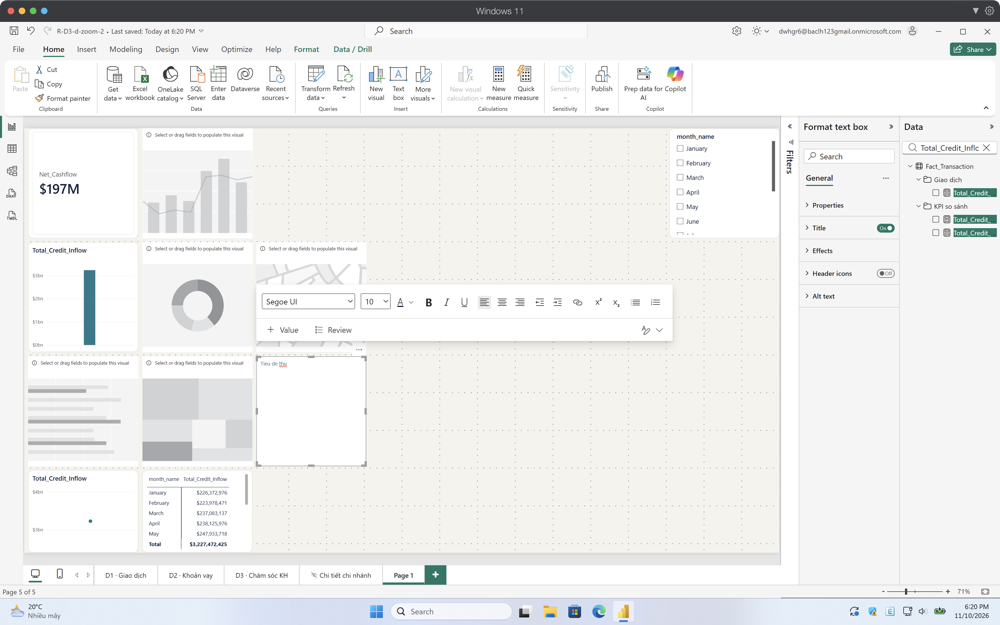 Windows 11
R-D3-d-zoom-2 • Last saved: Today at 6:20 PM
Search
dwhgr6@baclh123gmail.onmicrosoft.com
File Home Insert Modeling Design View Optimize Help Format Data / Drill
Share
Paste
Cut
Copy
Format painter
Clipboard
Get data
Excel workbook
OneLake catalog
SQL Server
Enter data
Dataverse
Recent sources
Data
Transform data
Refresh
Queries
New visual
Text box
More visuals
Insert
New visual calculation
New measure
Quick measure
Calculations
Sensitivity
Sensitivity
Publish
Share
Prep data for AI
Copilot
Copilot
Net_Cashflow
$197M
Select or drag fields to populate this visual
month_name
January
February
March
April
May
June
Filters
Format text box
Search
General
Properties
Title
On
Effects
Header icons
Off
Alt text
Data
Total_Credit_Inflc
Fact_Transaction
Giao dịch
Total_Credit_
KPI so sánh
Total_Credit_
Total_Credit_
Total_Credit_Inflow
$3bn
$2bn
$1bn
$0bn
Select or drag fields to populate this visual
Select or drag fields to populate this visual
Segoe UI
10
A B I U
Value
Review
Select or drag fields to populate this visual
Select or drag fields to populate this visual
Tieu de thu
Total_Credit_Inflow
$4bn
$3bn
month_name Total_Credit_Inflow
January $226,372,976
February $223,978,471
March $237,083,137
April $238,125,976
May $247,933,718
Total $3,227,472,425
D1 - Giao dịch
D2 - Khoản vay
D3 - Chăm sóc KH
Chi tiết chi nhánh
Page 1
Page 5 of 5
71%
20°C
Nhiều mây
Search
6:20 PM
11/10/2026